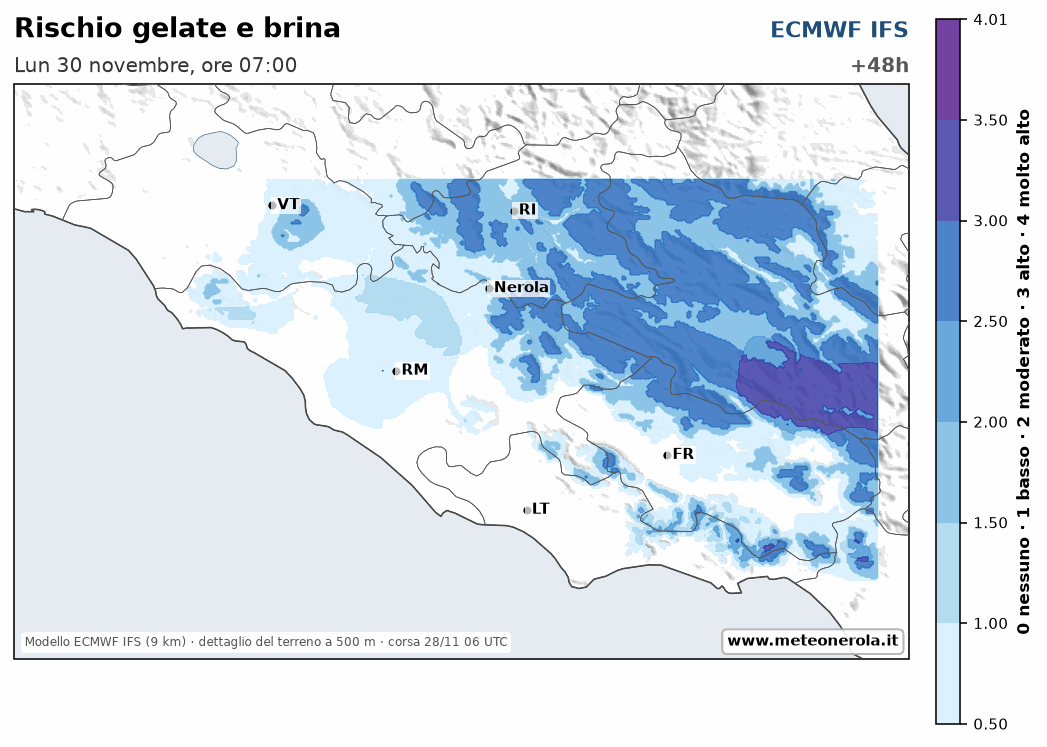 Rischio gelate e brina
ECMWF IFS
Lun 30 novembre, ore 07:00
+48h
VT
RI
Nerola
RM
FR
LT
Modello ECMWF IFS (9 km) · dettaglio del terreno a 500 m · corsa 28/11 06 UTC
www.meteonerola.it
4.01
3.50
3.00
2.50
2.00
1.50
1.00
0.50
0 nessuno · 1 basso · 2 moderato · 3 alto · 4 molto alto